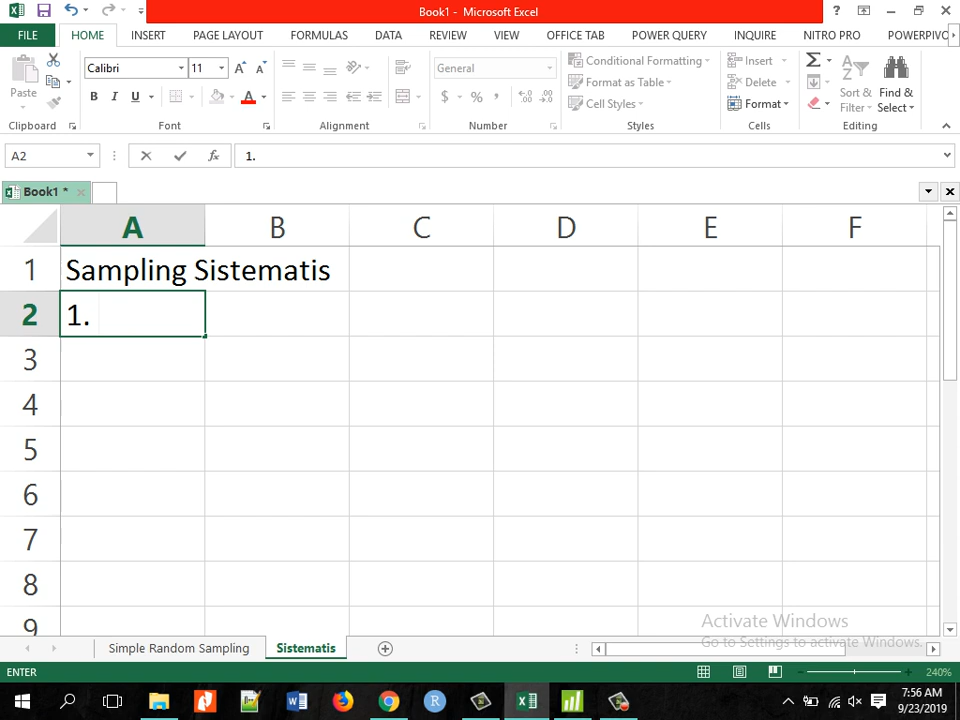 Book1 - Microsoft Excel
?
FILE HOME INSERT PAGE LAYOUT FORMULAS DATA REVIEW VIEW OFFICE TAB POWER QUERY INQUIRE NITRO PRO POWERPIVO
Paste
Calibri 11
B I U
General
$ % ,
Conditional Formatting
Format as Table
Cell Styles
Insert
Delete
Format
Sort & Filter
Find & Select
Clipboard Font Alignment Number Styles Cells Editing
A2 fx 1.
Book1 *
A B C D E F
1 Sampling Sistematis
2 1.
3
4
5
6
7
8
9
Activate Windows
Go to Settings to activate Windows.
Simple Random Sampling Sistematis
ENTER 240%
7:56 AM
9/23/2019